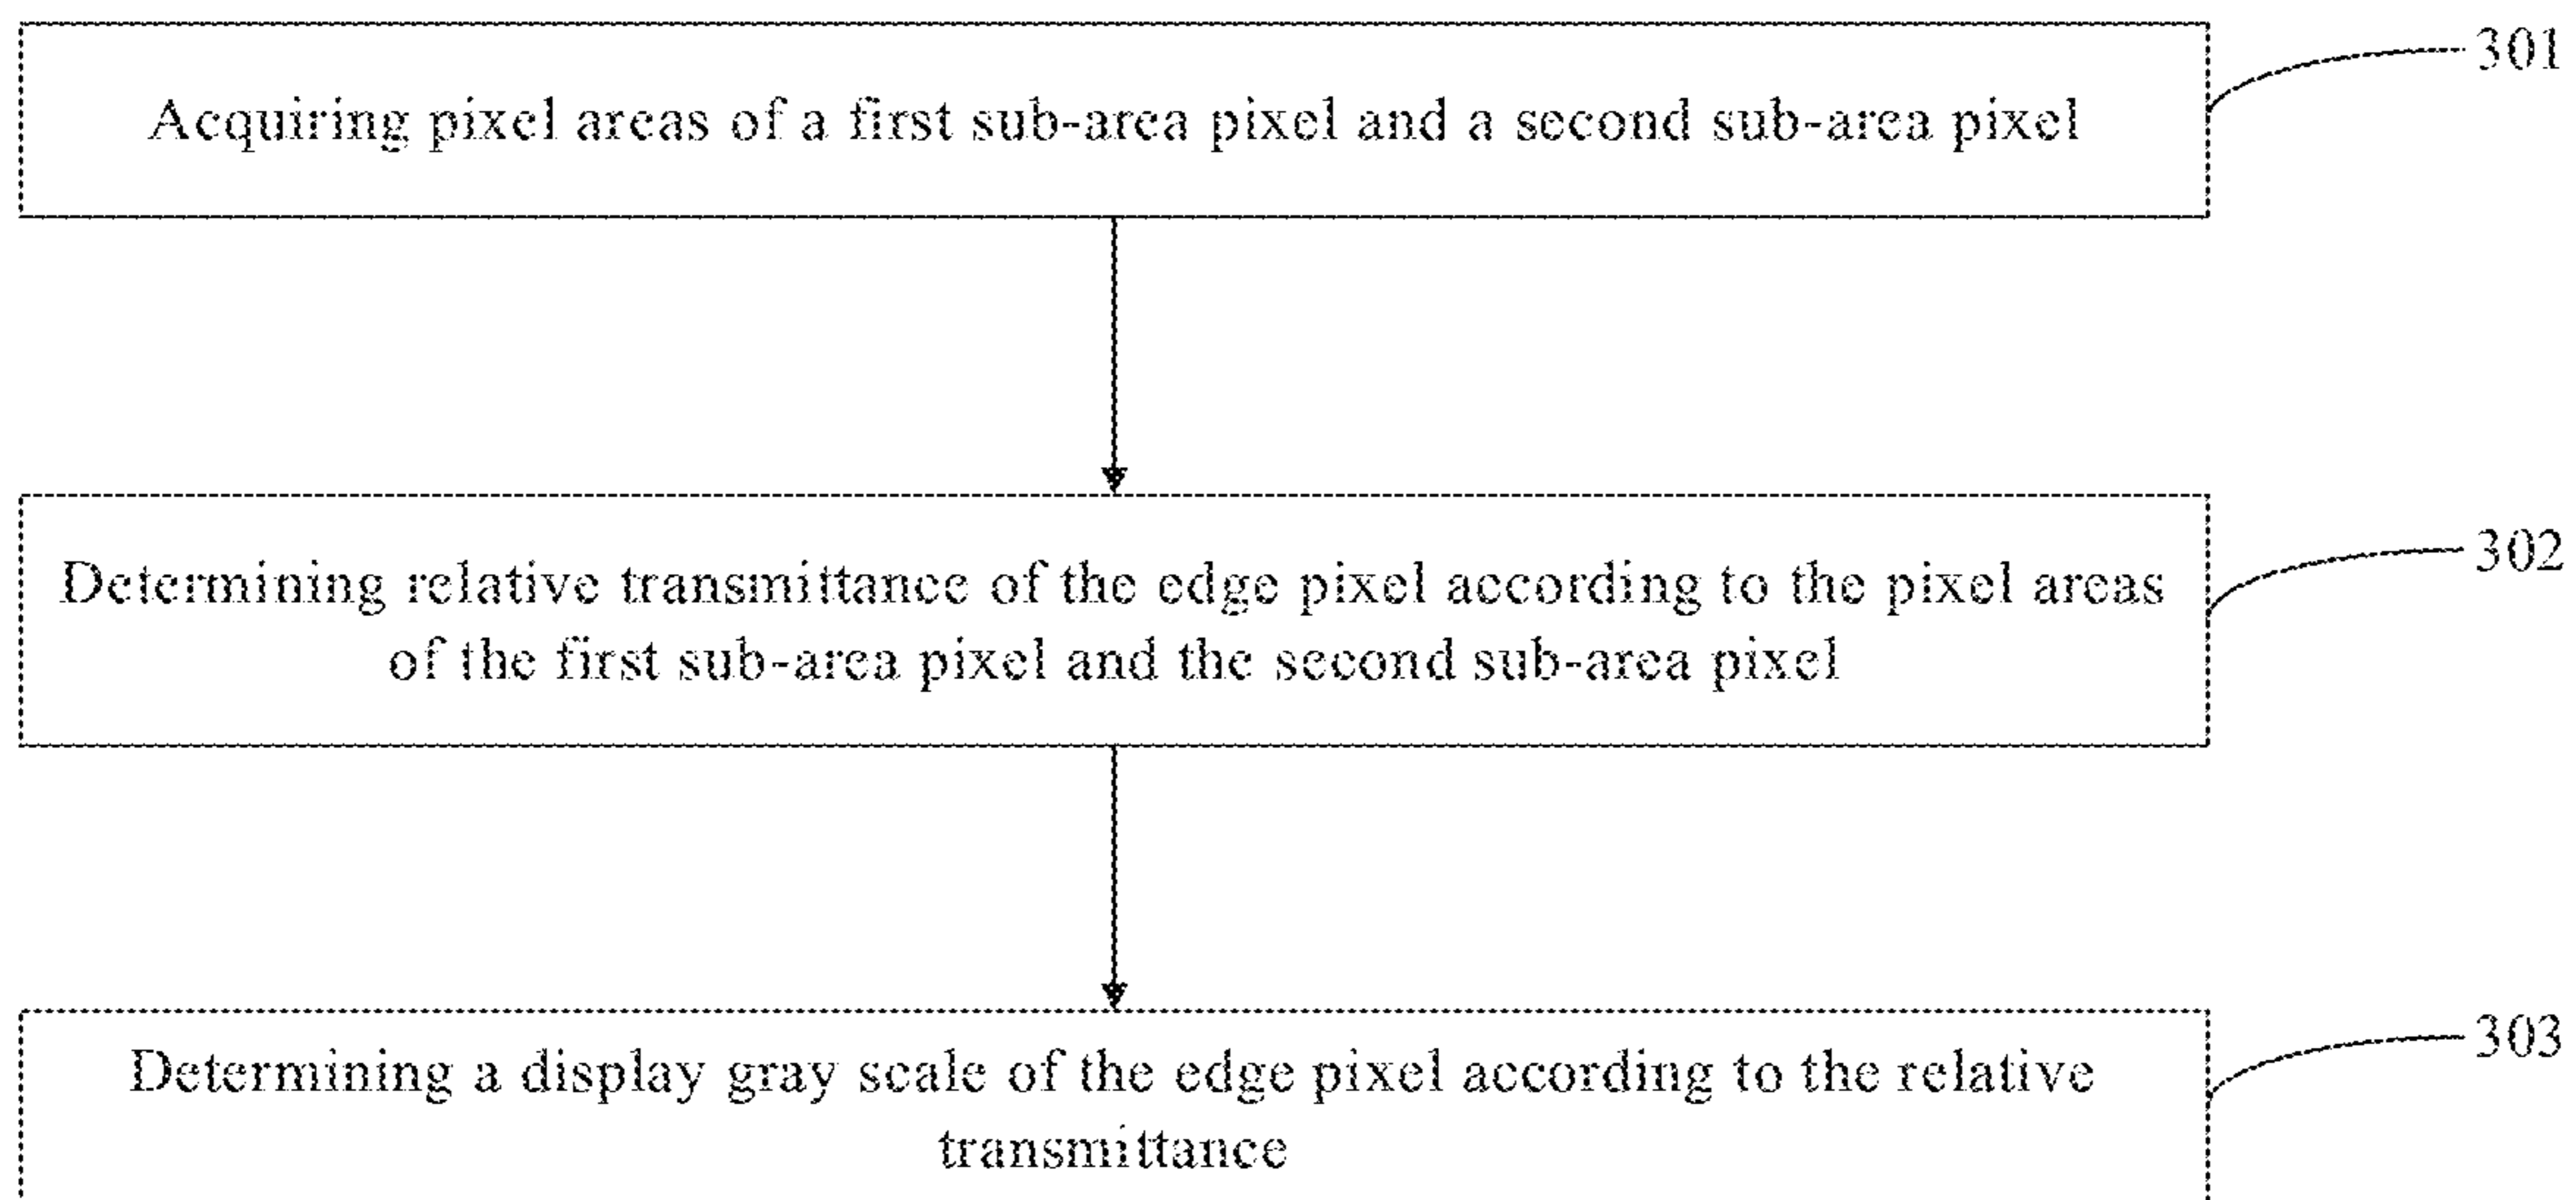 Acquiring pixel areas of a first sub-area pixel and a second sub-area pixel
301
Determining relative transmittance of the edge pixel according to the pixel areas
of the first sub-area pixel and the second sub-area pixel
302
Determining a display gray scale of the edge pixel according to the relative
transmittance
303